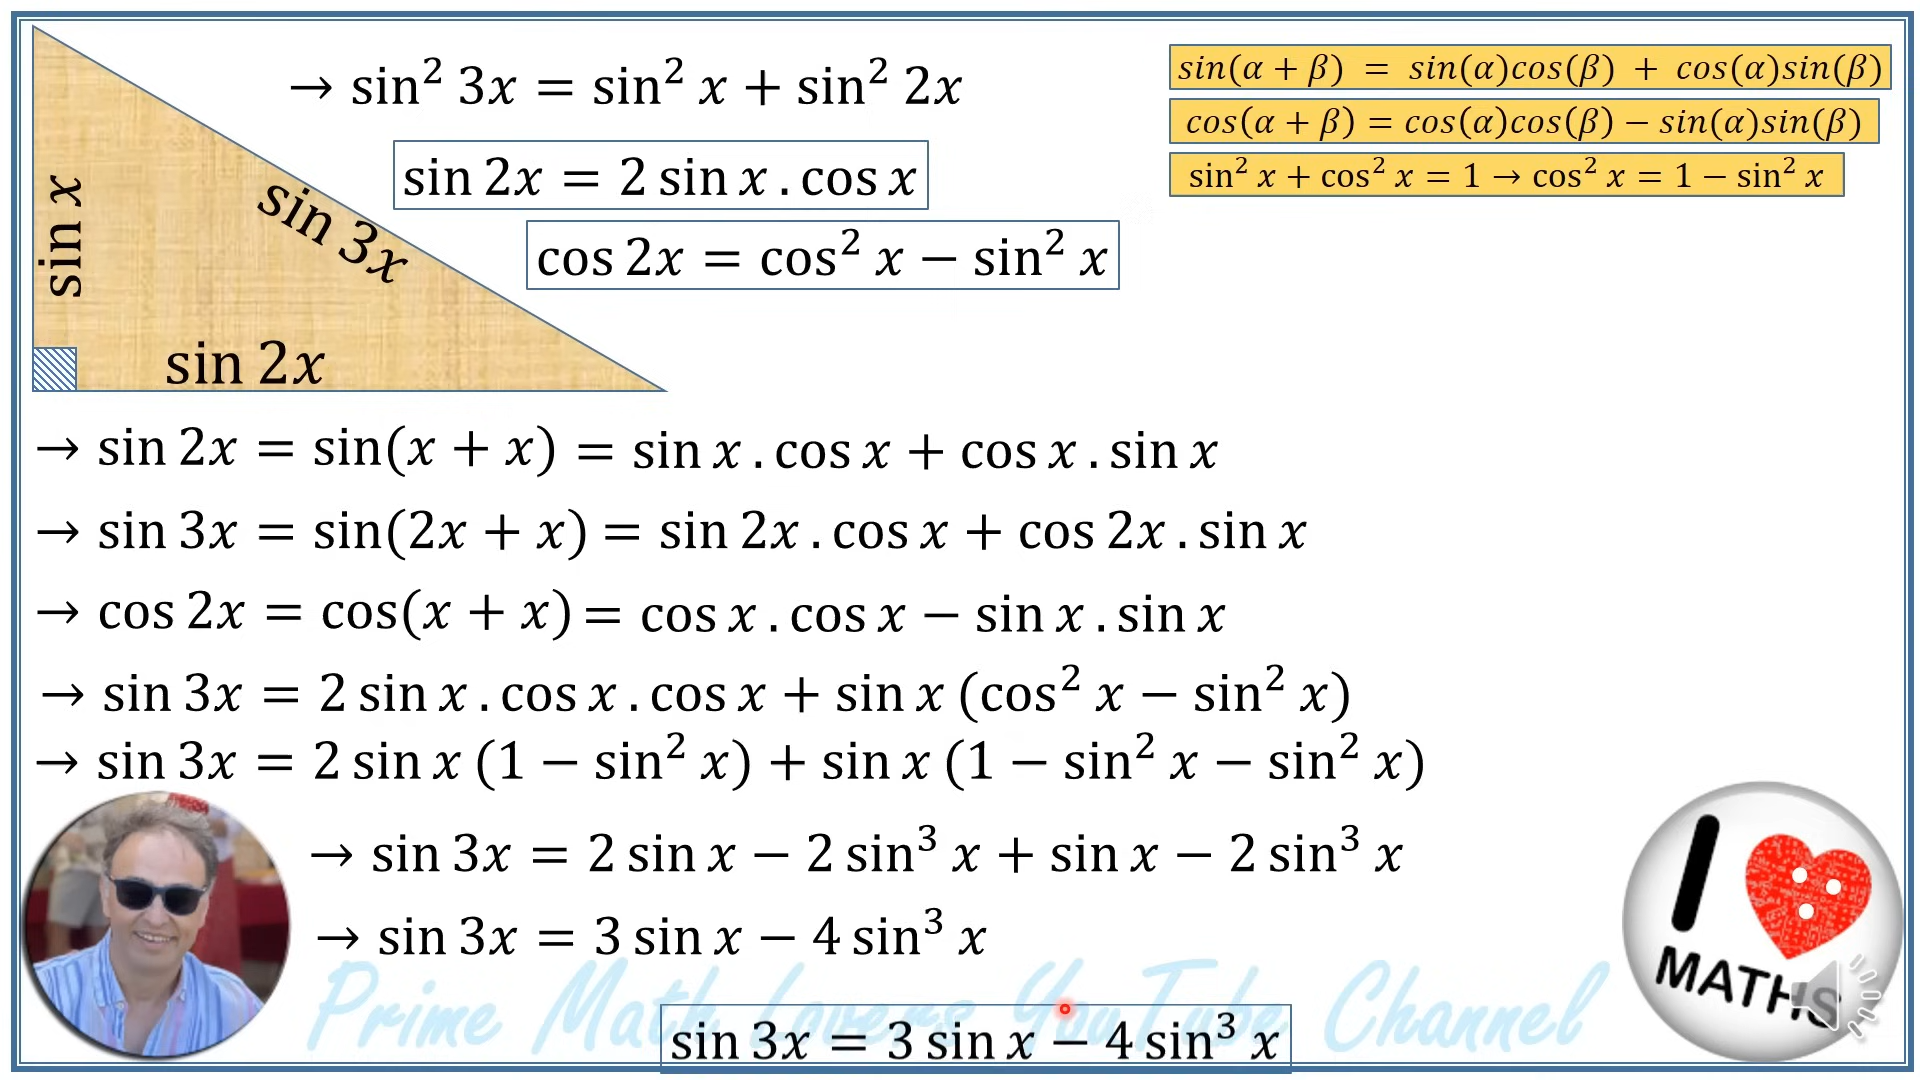 → sin² 3x = sin² x + sin² 2x
sin 2x = 2 sin x . cos x
cos 2x = cos² x − sin² x
sin(α + β) = sin(α)cos(β) + cos(α)sin(β)
cos(α + β) = cos(α)cos(β) − sin(α)sin(β)
sin² x + cos² x = 1 → cos² x = 1 − sin² x
sin x
sin 3x
sin 2x
→ sin 2x = sin(x + x) = sin x . cos x + cos x . sin x
→ sin 3x = sin(2x + x) = sin 2x . cos x + cos 2x . sin x
→ cos 2x = cos(x + x) = cos x . cos x − sin x . sin x
→ sin 3x = 2 sin x . cos x . cos x + sin x (cos² x − sin² x)
→ sin 3x = 2 sin x (1 − sin² x) + sin x (1 − sin² x − sin² x)
→ sin 3x = 2 sin x − 2 sin³ x + sin x − 2 sin³ x
→ sin 3x = 3 sin x − 4 sin³ x
Prime Math Lovers YouTube Channel
sin 3x = 3 sin x − 4 sin³ x
I
MATHS